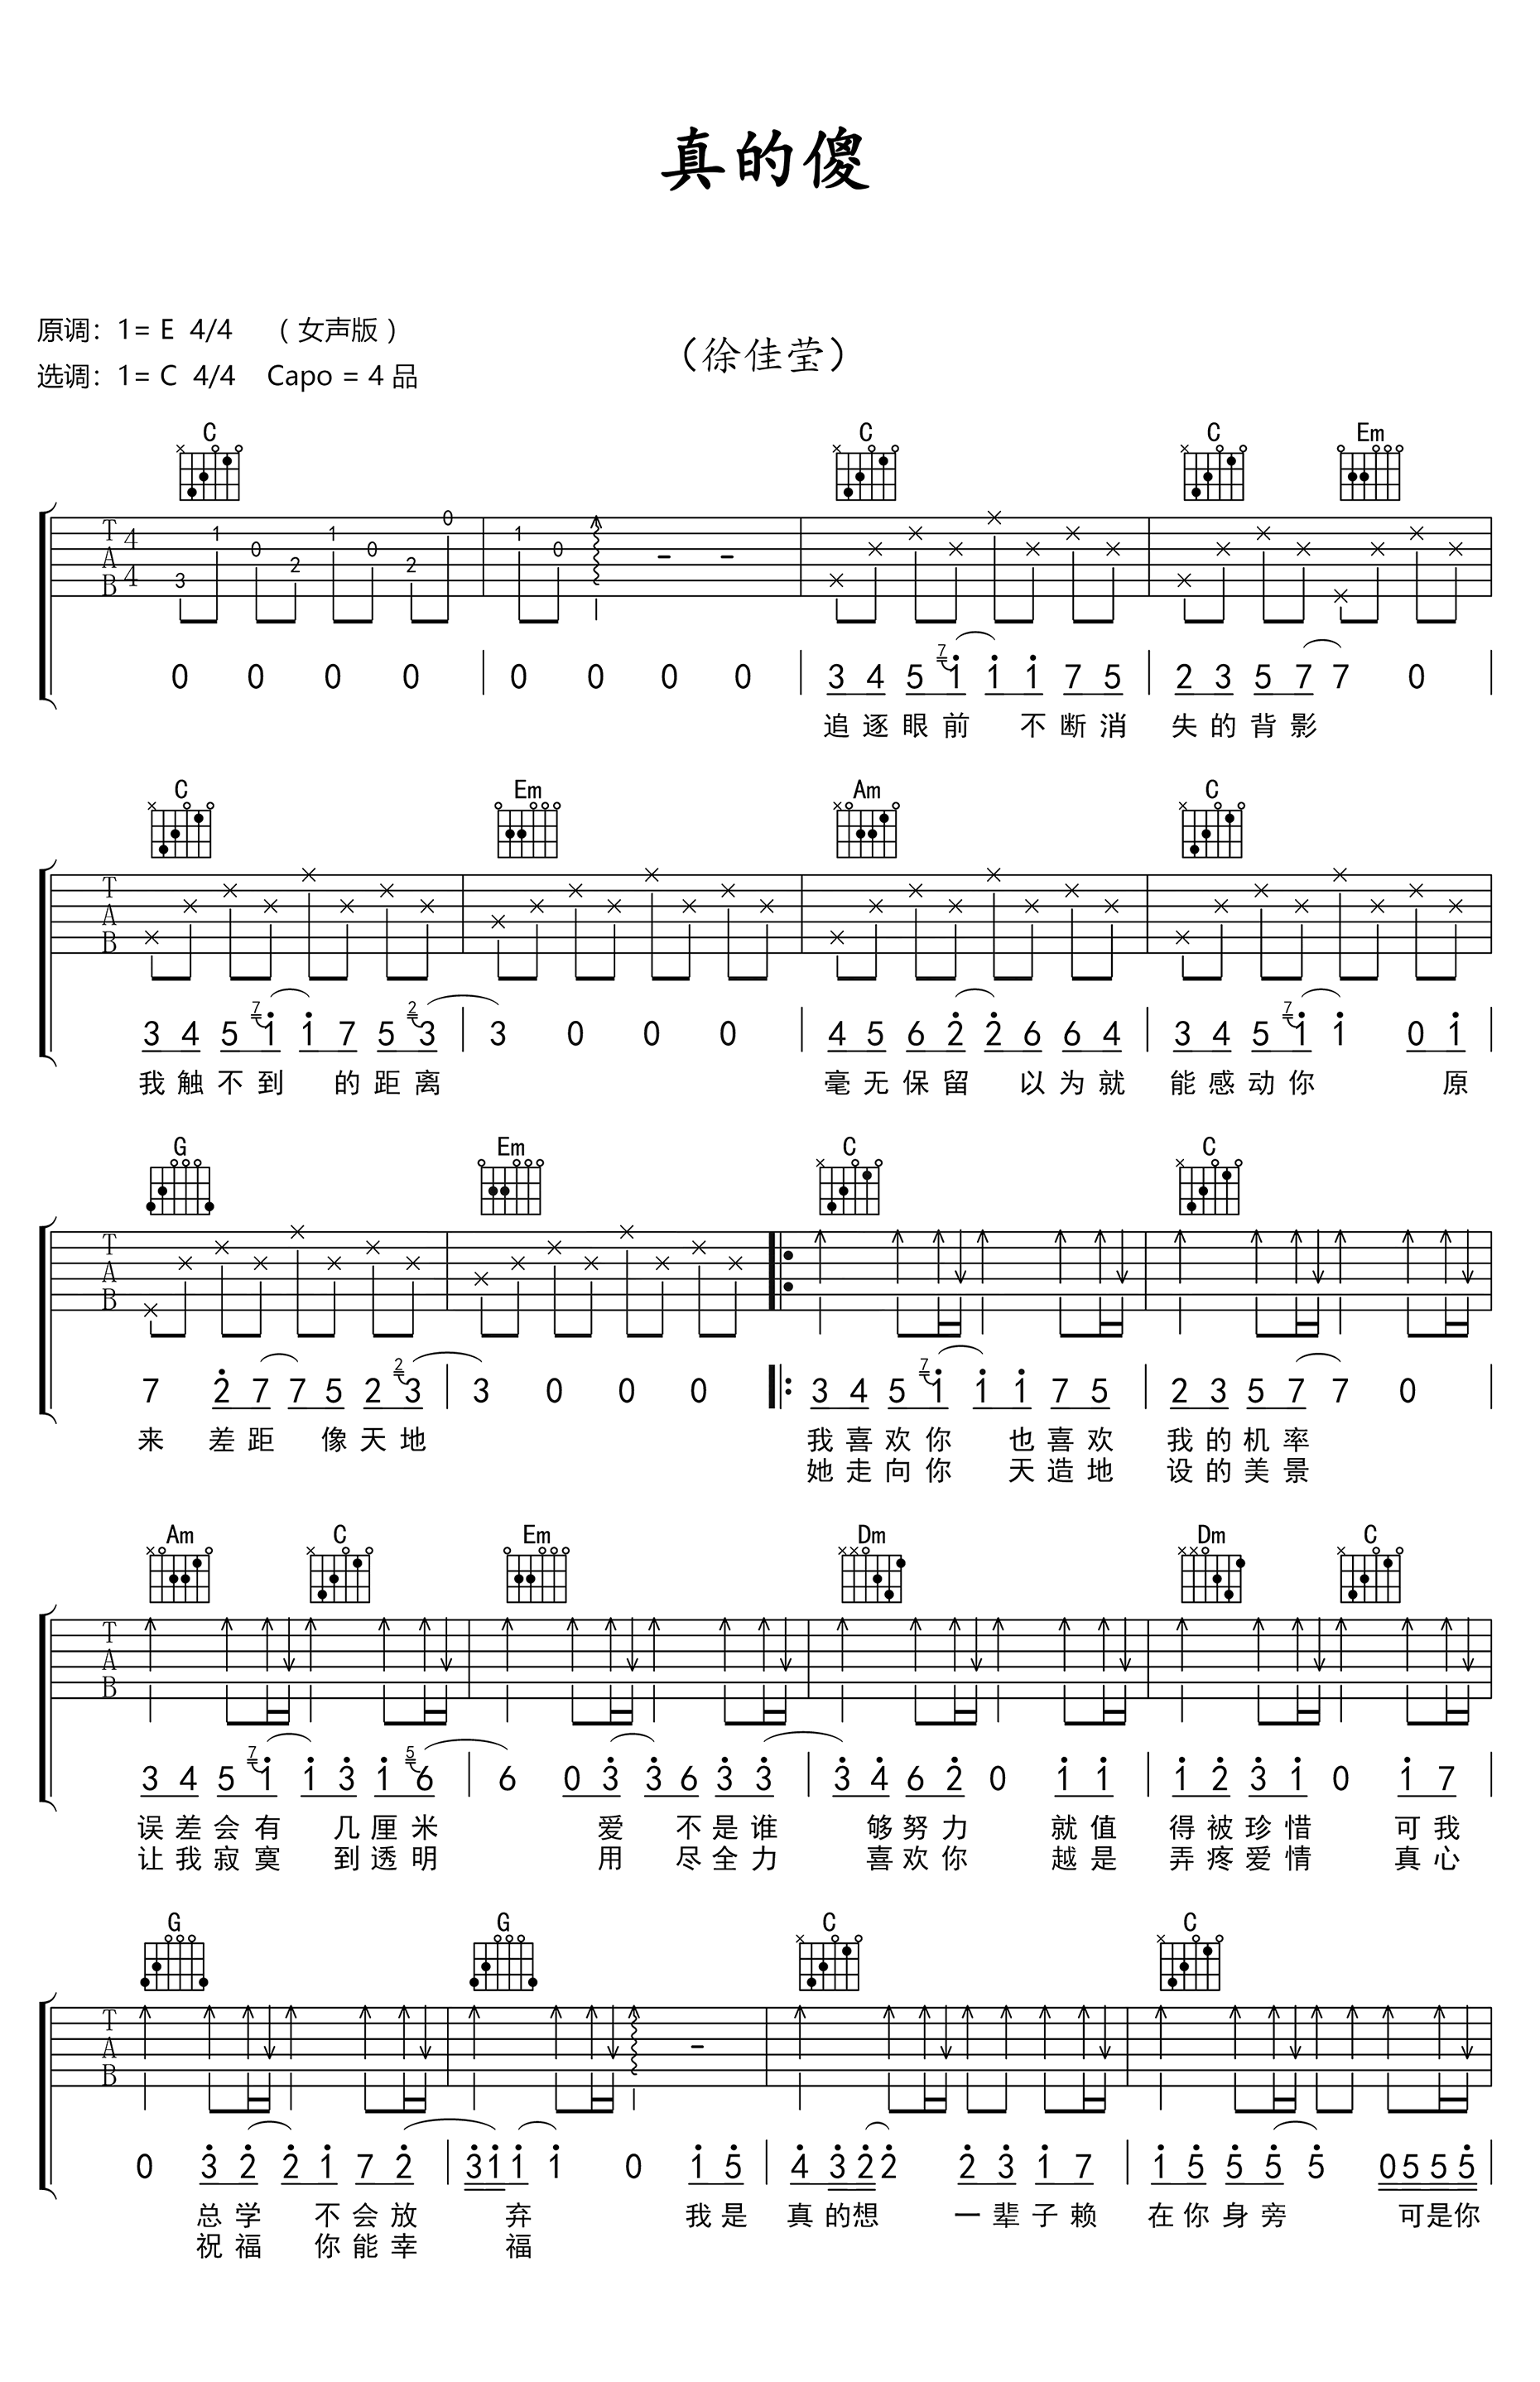 真的傻
原调：1= E 4/4 （女声版）
（徐佳莹）
选调：1= C 4/4 Capo = 4 品
C C C Em
T A B 4 4 3 1 0 2 1 0 2 0 1 0 - -
0 0 0 0 0 0 0 0 3 4 5 7 1 1 1 7 5 2 3 5 7 7 0
追逐眼前 不断消 失的背影
C Em Am C
T A B
3 4 5 7 1 1 7 5 2 3 3 0 0 0 4 5 6 2 2 6 6 4 3 4 5 7 1 1 0 1
我触不到 的距离 毫无保留 以为就 能感动你 原
G Em C C
T A B
7 2 7 7 5 2 2 3 3 0 0 0 3 4 5 7 1 1 1 7 5 2 3 5 7 7 0
来 差距 像天地 我喜欢你 也喜欢 我的机率
她走向你 天造地 设的美景
Am C Em Dm Dm C
T A B
3 4 5 7 1 1 3 1 5 6 6 0 3 3 6 3 3 3 4 6 2 0 1 1 1 2 3 1 0 1 7
误差会有 几厘米 爱 不是谁 够努力 就值 得被珍惜 可我
让我寂寞 到透明 用 尽全力 喜欢你 越是 弄疼爱情 真心
G G C C
T A B -
0 3 2 2 1 7 2 3 1 1 1 0 1 5 4 3 2 2 2 3 1 7 1 5 5 5 5 0 5 5 5
总学 不会放 弃 我是 真的想 一辈子赖 在你身旁 可是你
祝福 你能幸 福